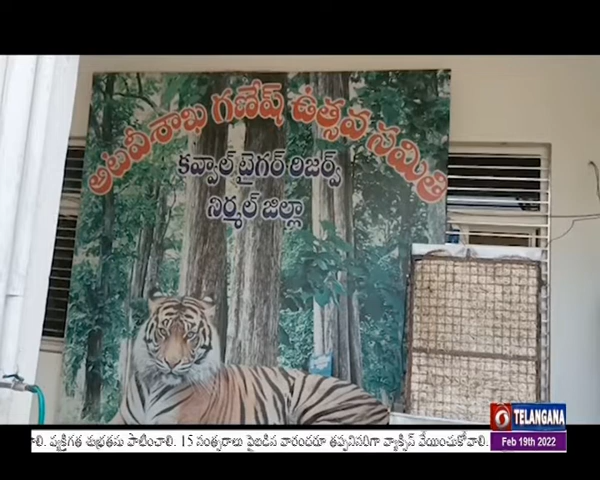 అటవీశాఖ గణేష్ ఉత్సవ సమితి
కవ్వాల్ టైగర్ రిజర్వ్
నిర్మల్ జిల్లా
TELANGANA
Feb 19th 2022
లి. వ్యక్తిగత శుభ్రతను పాటించాలి. 15 సంత్సరాలు పైబడిన వారందరూ తప్పనిసరిగా వ్యాక్సిన్ వేయించుకోవాలి.